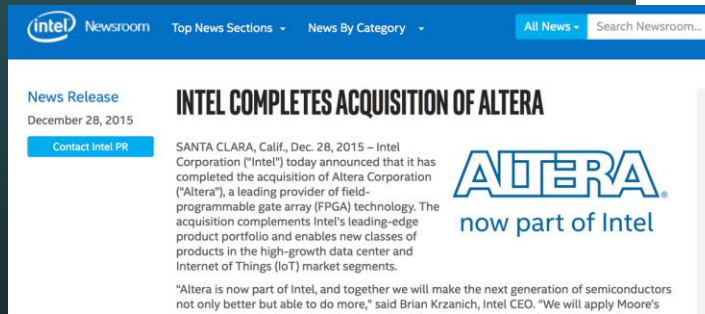 intel Newsroom Top News Sections News By Category All News Search Newsroom...
News Release
December 28, 2015
Contact Intel PR
INTEL COMPLETES ACQUISITION OF ALTERA
SANTA CLARA, Calif., Dec. 28, 2015 – Intel
Corporation ("Intel") today announced that it has
completed the acquisition of Altera Corporation
("Altera"), a leading provider of field-
programmable gate array (FPGA) technology. The
acquisition complements Intel's leading-edge
product portfolio and enables new classes of
products in the high-growth data center and
Internet of Things (IoT) market segments.
ALTERA®
now part of Intel
"Altera is now part of Intel, and together we will make the next generation of semiconductors
not only better but able to do more," said Brian Krzanich, Intel CEO. "We will apply Moore's